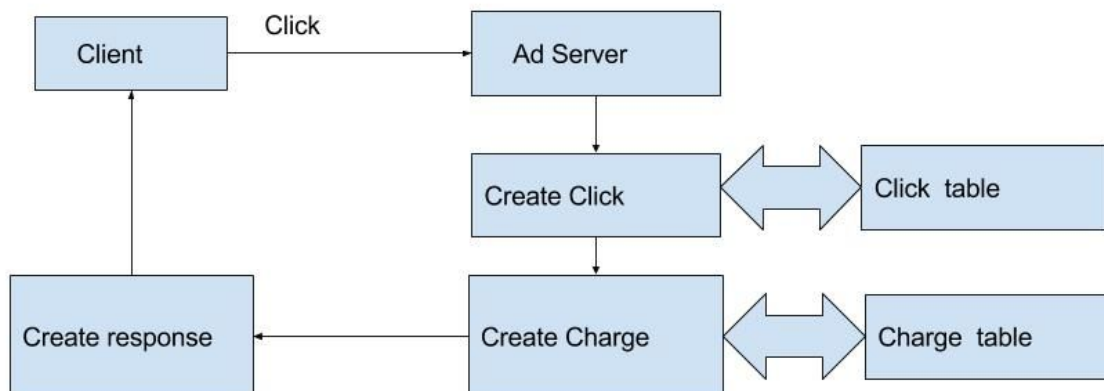 Click
Client
Ad Server
Create Click
Click table
Create response
Create Charge
Charge table